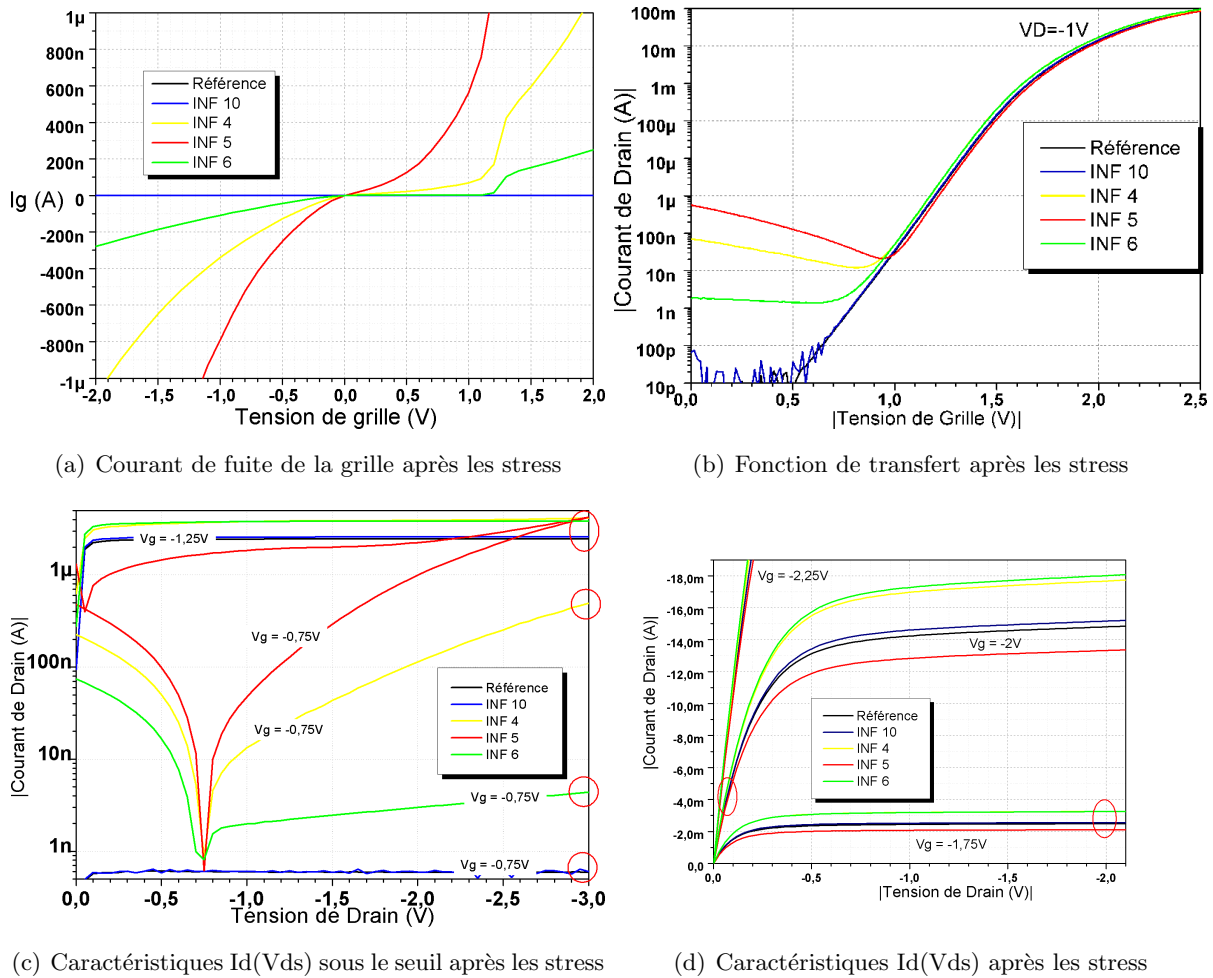 1µ
800n
600n
400n
200n
0
-200n
-400n
-600n
-800n
-1µ
Ig (A)
Référence
INF 10
INF 4
INF 5
INF 6
-2,0 -1,5 -1,0 -0,5 0,0 0,5 1,0 1,5 2,0
Tension de grille (V)
(a) Courant de fuite de la grille après les stress
100m
10m
1m
100µ
10µ
1µ
100n
10n
1n
100p
10p
|Courant de Drain (A)|
VD=-1V
Référence
INF 10
INF 4
INF 5
INF 6
0,0 0,5 1,0 1,5 2,0 2,5
|Tension de Grille (V)|
(b) Fonction de transfert après les stress
1µ
100n
10n
1n
|Courant de Drain (A)|
Vg = -1,25V
Vg = -0,75V
Vg = -0,75V
Vg = -0,75V
Vg = -0,75V
Référence
INF 10
INF 4
INF 5
INF 6
0,0 -0,5 -1,0 -1,5 -2,0 -2,5 -3,0
Tension de Drain (V)
(c) Caractéristiques Id(Vds) sous le seuil après les stress
-18,0m
-16,0m
-14,0m
-12,0m
-10,0m
-8,0m
-6,0m
-4,0m
-2,0m
0,0
|Courant de Drain (A)|
Vg = -2,25V
Vg = -2V
Vg = -1,75V
Référence
INF 10
INF 4
INF 5
INF 6
0,0 -0,5 -1,0 -1,5 -2,0
|Tension de Drain (V)|
(d) Caractéristiques Id(Vds) après les stress